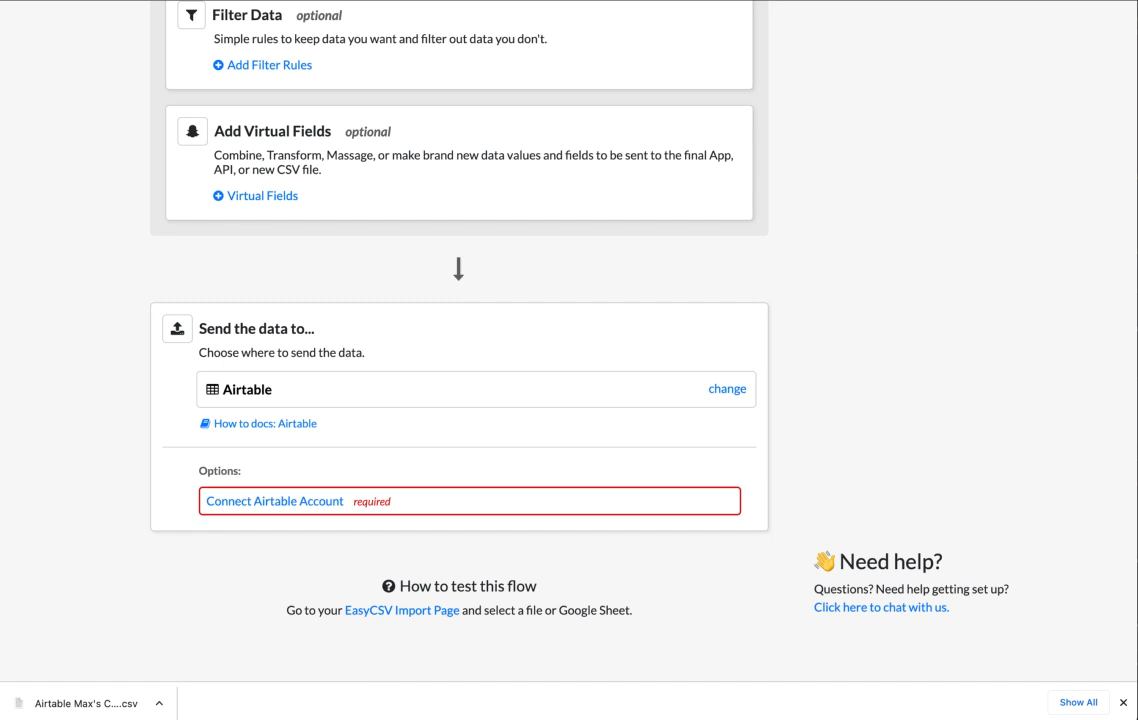 Filter Data optional
Simple rules to keep data you want and filter out data you don't.
Add Filter Rules
Add Virtual Fields optional
Combine, Transform, Massage, or make brand new data values and fields to be sent to the final App,
API, or new CSV file.
Virtual Fields
Send the data to...
Choose where to send the data.
Airtable change
How to docs: Airtable
Options:
Connect Airtable Account required
How to test this flow
Go to your EasyCSV Import Page and select a file or Google Sheet.
Need help?
Questions? Need help getting set up?
Click here to chat with us.
Airtable Max's C....csv
Show All